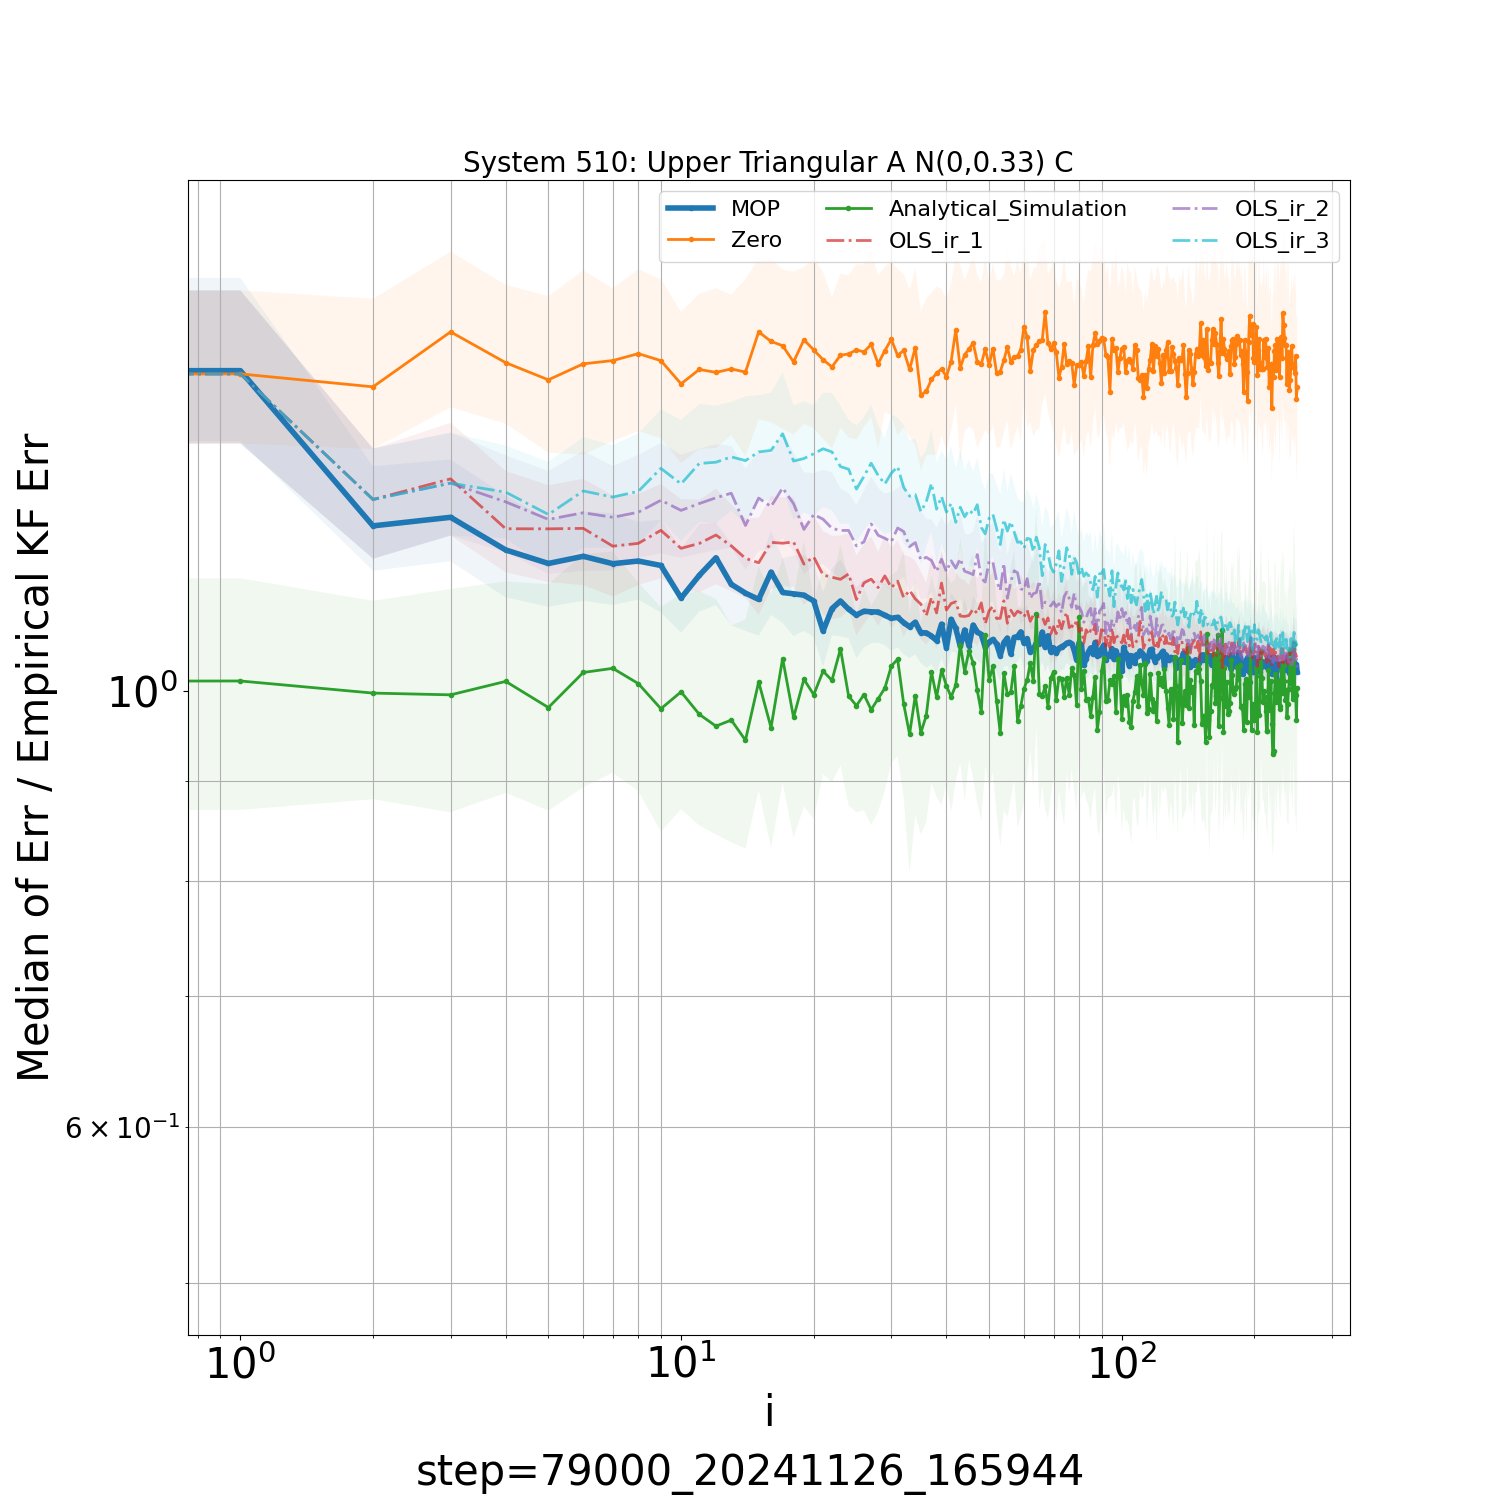 System 510: Upper Triangular A N(0,0.33) C
MOP
Zero
Analytical_Simulation
OLS_ir_1
OLS_ir_2
OLS_ir_3
Median of Err / Empirical KF Err
10⁰
6 × 10⁻¹
10⁰
10¹
10²
i
step=79000_20241126_165944